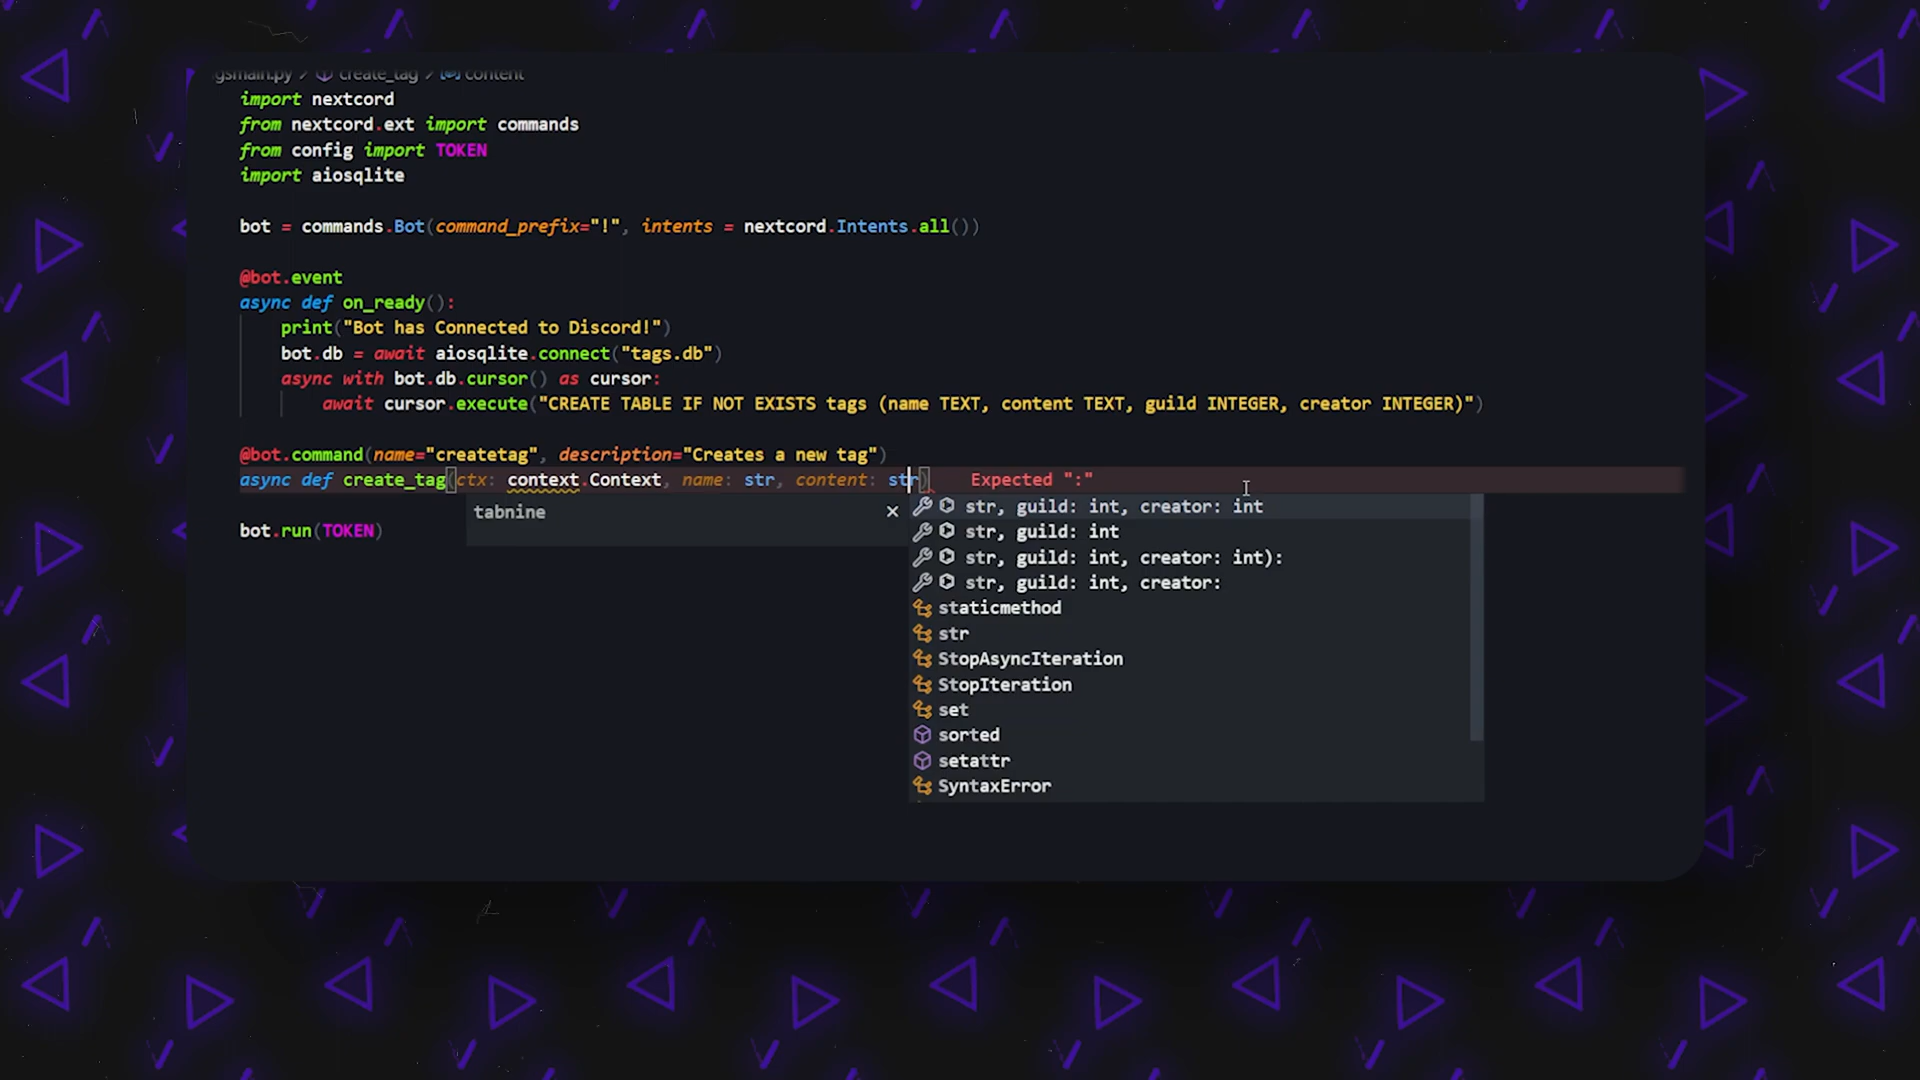 gsmain.py > create_tag > content
import nextcord
from nextcord.ext import commands
from config import TOKEN
import aiosqlite
bot = commands.Bot(command_prefix="!", intents = nextcord.Intents.all())
@bot.event
async def on_ready():
print("Bot has Connected to Discord!")
bot.db = await aiosqlite.connect("tags.db")
async with bot.db.cursor() as cursor:
await cursor.execute("CREATE TABLE IF NOT EXISTS tags (name TEXT, content TEXT, guild INTEGER, creator INTEGER)")
@bot.command(name="createtag", description="Creates a new tag")
async def create_tag(ctx: context.Context, name: str, content: str) Expected ":"
tabnine
str, guild: int, creator: int
str, guild: int
str, guild: int, creator: int):
str, guild: int, creator:
staticmethod
str
StopAsyncIteration
StopIteration
set
sorted
setattr
SyntaxError
bot.run(TOKEN)